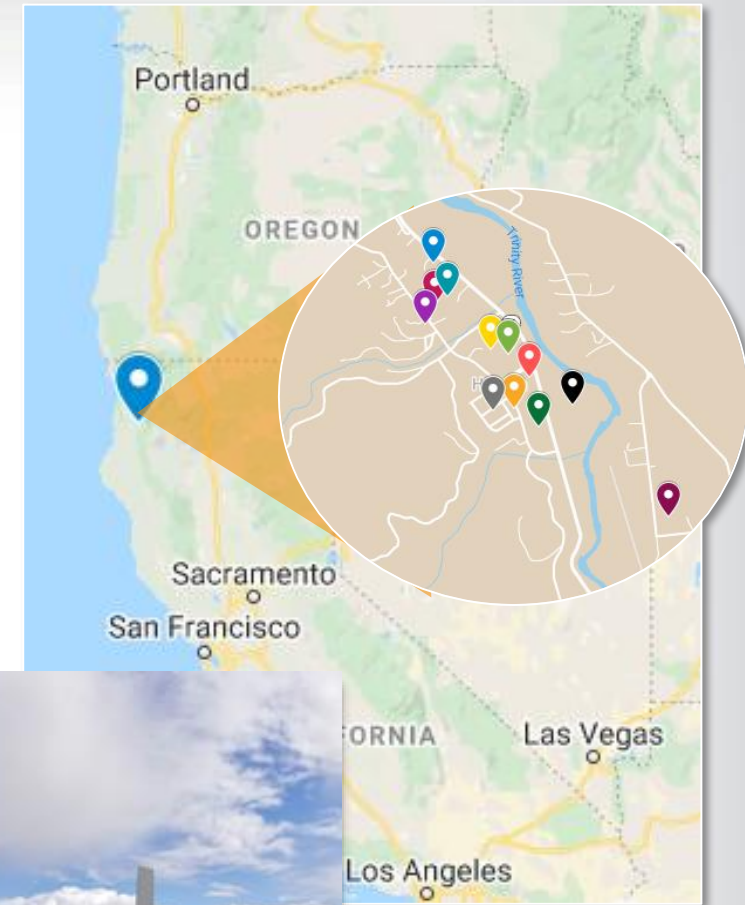 Portland
OREGON
Trinity River
H
Sacramento
San Francisco
FORNIA
Las Vegas
Los Angeles